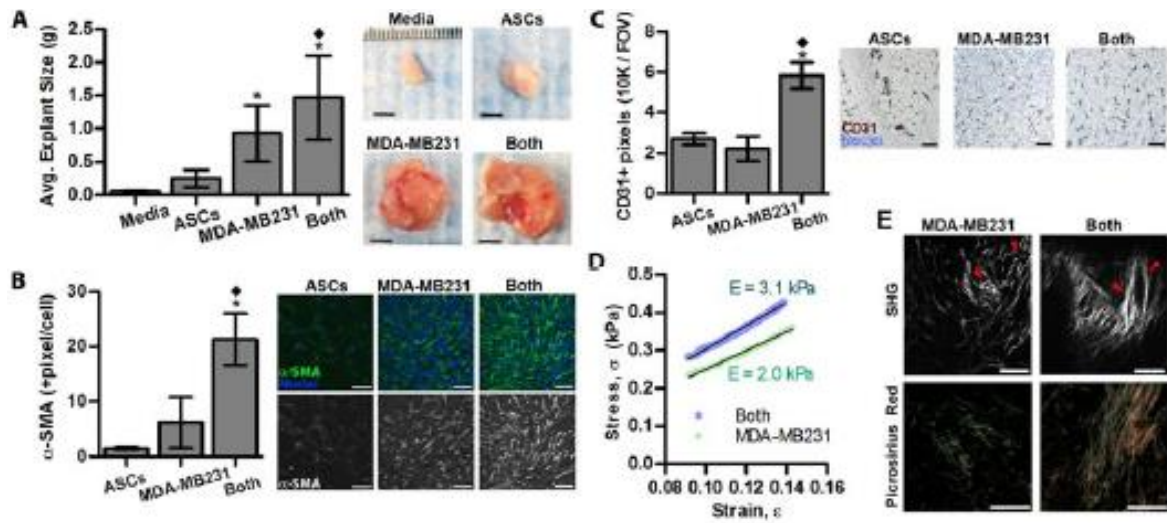 A
Avg. Explant Size (g)
2.5
2.0
1.5
1.0
0.5
0.0
◆
*
*
Media
ASCs
MDA-MB231
Both
Media
ASCs
MDA-MB231
Both
B
α-SMA (+pixel/cell)
30
20
10
0
◆
*
ASCs
MDA-MB231
Both
ASCs
MDA-MB231
Both
α-SMA
α-SMA
C
CD31+ pixels (10K / FOV)
8
6
4
2
0
◆
*
ASCs
MDA-MB231
Both
ASCs
MDA-MB231
Both
CD31
D
Stress, σ (kPa)
0.5
0.4
0.3
0.2
0.1
0.0
E = 3.1 kPa
E = 2.0 kPa
Both
MDA-MB231
0.08 0.10 0.12 0.14 0.16
Strain, ε
E
MDA-MB231
Both
SHG
Picrosirius Red